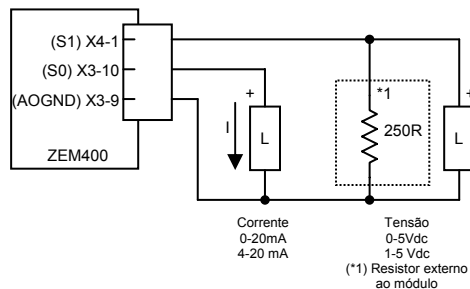 (S1) X4-1
(S0) X3-10
(AOGND) X3-9
ZEM400
+
I
L
*1
250R
+
L
Corrente
0-20mA
4-20 mA
Tensão
0-5Vdc
1-5 Vdc
(*1) Resistor externo
ao módulo